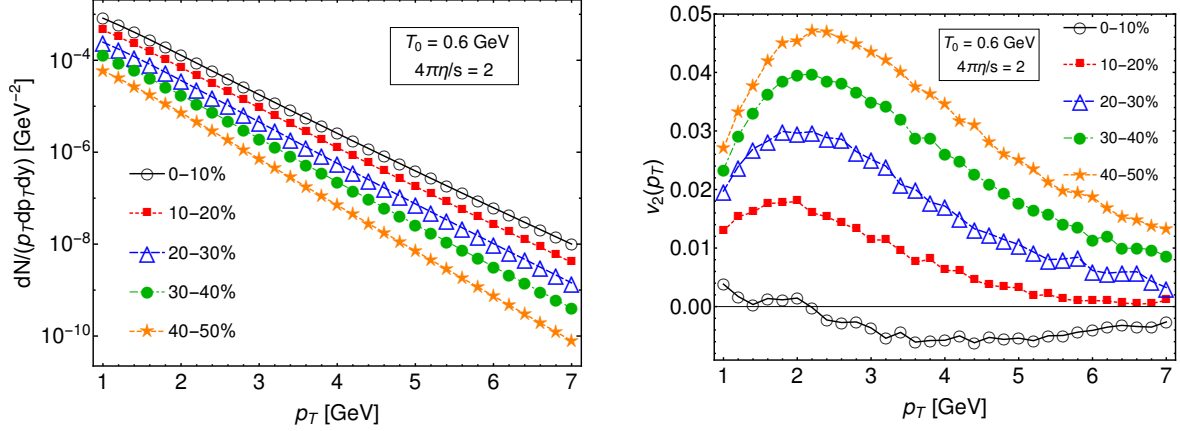 T₀ = 0.6 GeV
4πη/s = 2
dN/(p_T dp_T dy) [GeV⁻²]
10⁻⁴
10⁻⁶
10⁻⁸
10⁻¹⁰
0–10%
10–20%
20–30%
30–40%
40–50%
1 2 3 4 5 6 7
p_T [GeV]
0.05
0.04
0.03
0.02
0.01
0.00
v₂(p_T)
T₀ = 0.6 GeV
4πη/s = 2
0–10%
10–20%
20–30%
30–40%
40–50%
1 2 3 4 5 6 7
p_T [GeV]